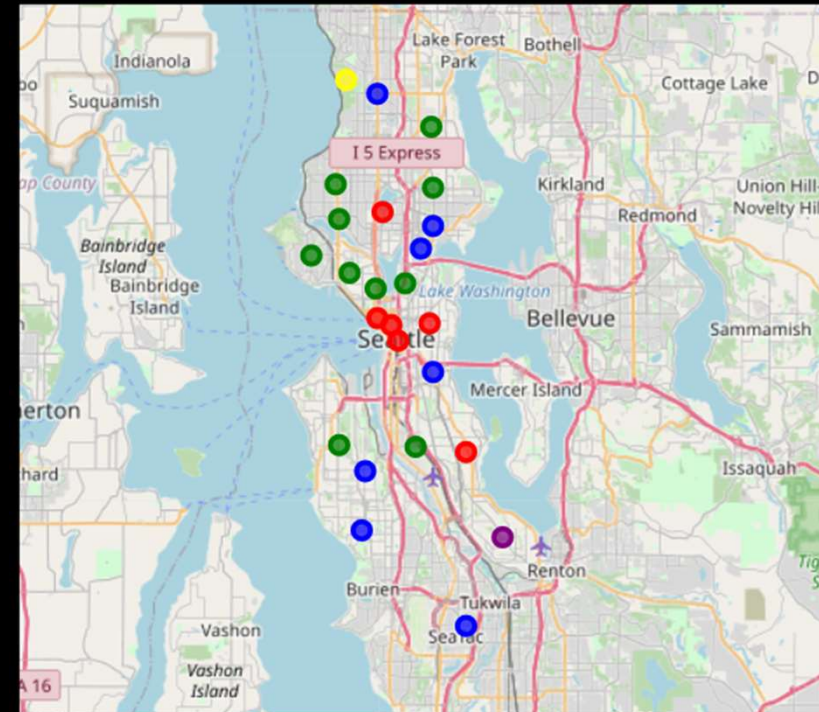 Lake Forest
Park
Bothell
Indianola
Cottage Lake
Suquamish
I 5 Express
ap County
Kirkland
Union Hill-
Novelty Hil
Redmond
Bainbridge
Island
Bainbridge
Island
Lake Washington
Bellevue
Sammamish
Seattle
Mercer Island
erton
Issaquah
hard
Renton
Burien
Tukwila
Vashon
SeaTac
Vashon
Island
A 16
Tig